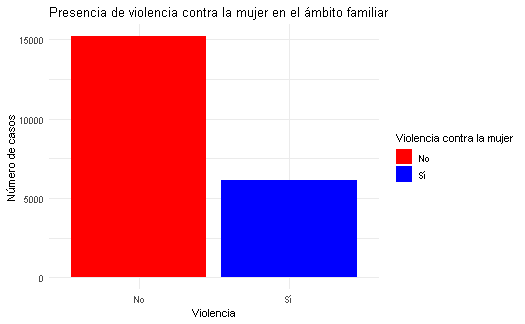 Presencia de violencia contra la mujer en el ámbito familiar
15000
10000
5000
0
Número de casos
No
Sí
Violencia
Violencia contra la mujer
No
Sí